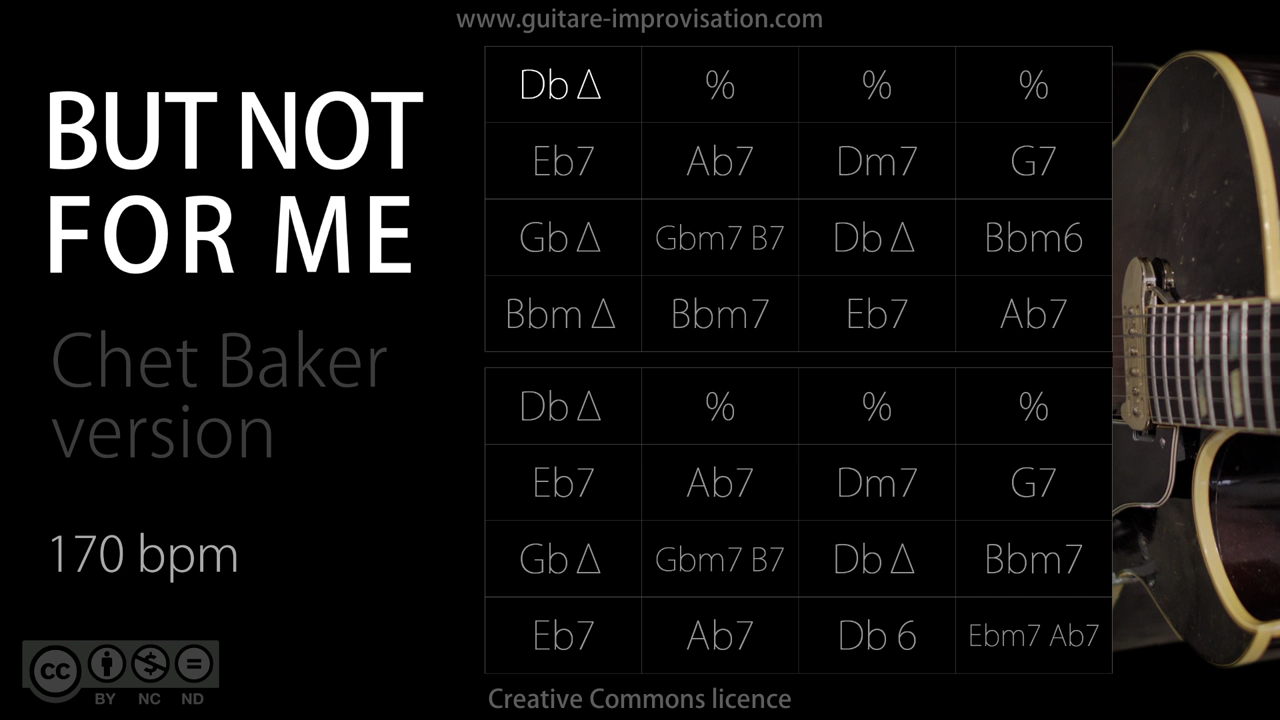 www.guitare-improvisation.com
BUT NOT
FOR ME
Chet Baker
version
170 bpm
Db Δ % % %
Eb7 Ab7 Dm7 G7
Gb Δ Gbm7 B7 Db Δ Bbm6
Bbm Δ Bbm7 Eb7 Ab7
Db Δ % % %
Eb7 Ab7 Dm7 G7
Gb Δ Gbm7 B7 Db Δ Bbm7
Eb7 Ab7 Db 6 Ebm7 Ab7
cc
BY NC ND
Creative Commons licence